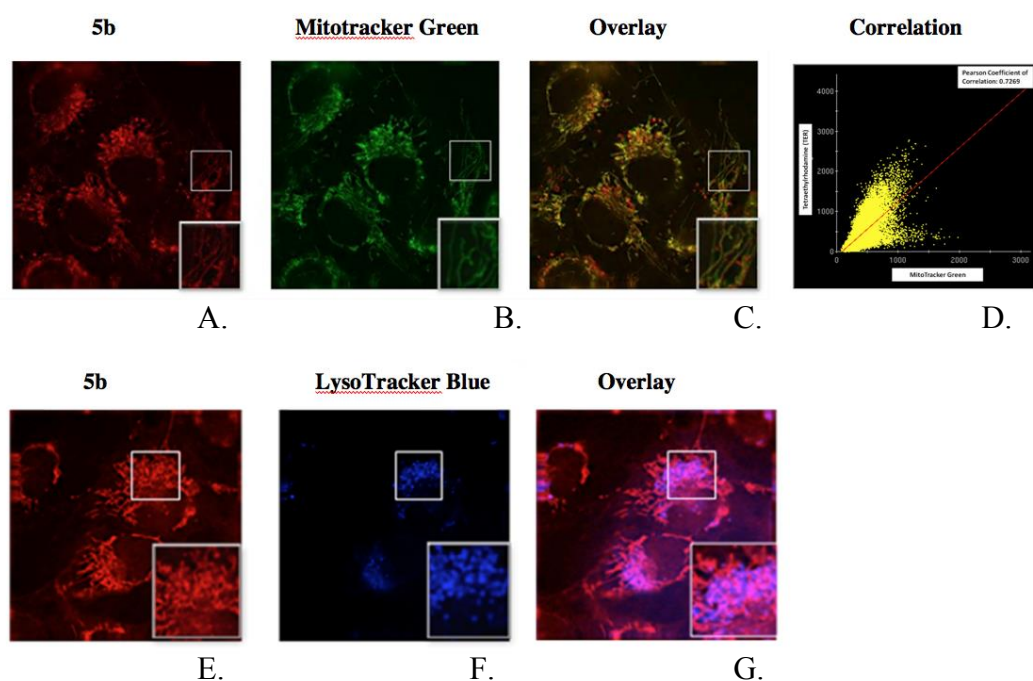 5b Mitotracker Green Overlay Correlation
Pearson Coefficient of
Correlation: 0.7269
4000
3000
2000
1000
0
Tetraethylrhodamine (TER)
0 1000 2000 3000
MitoTracker Green
A. B. C. D.
5b LysoTracker Blue Overlay
E. F. G.